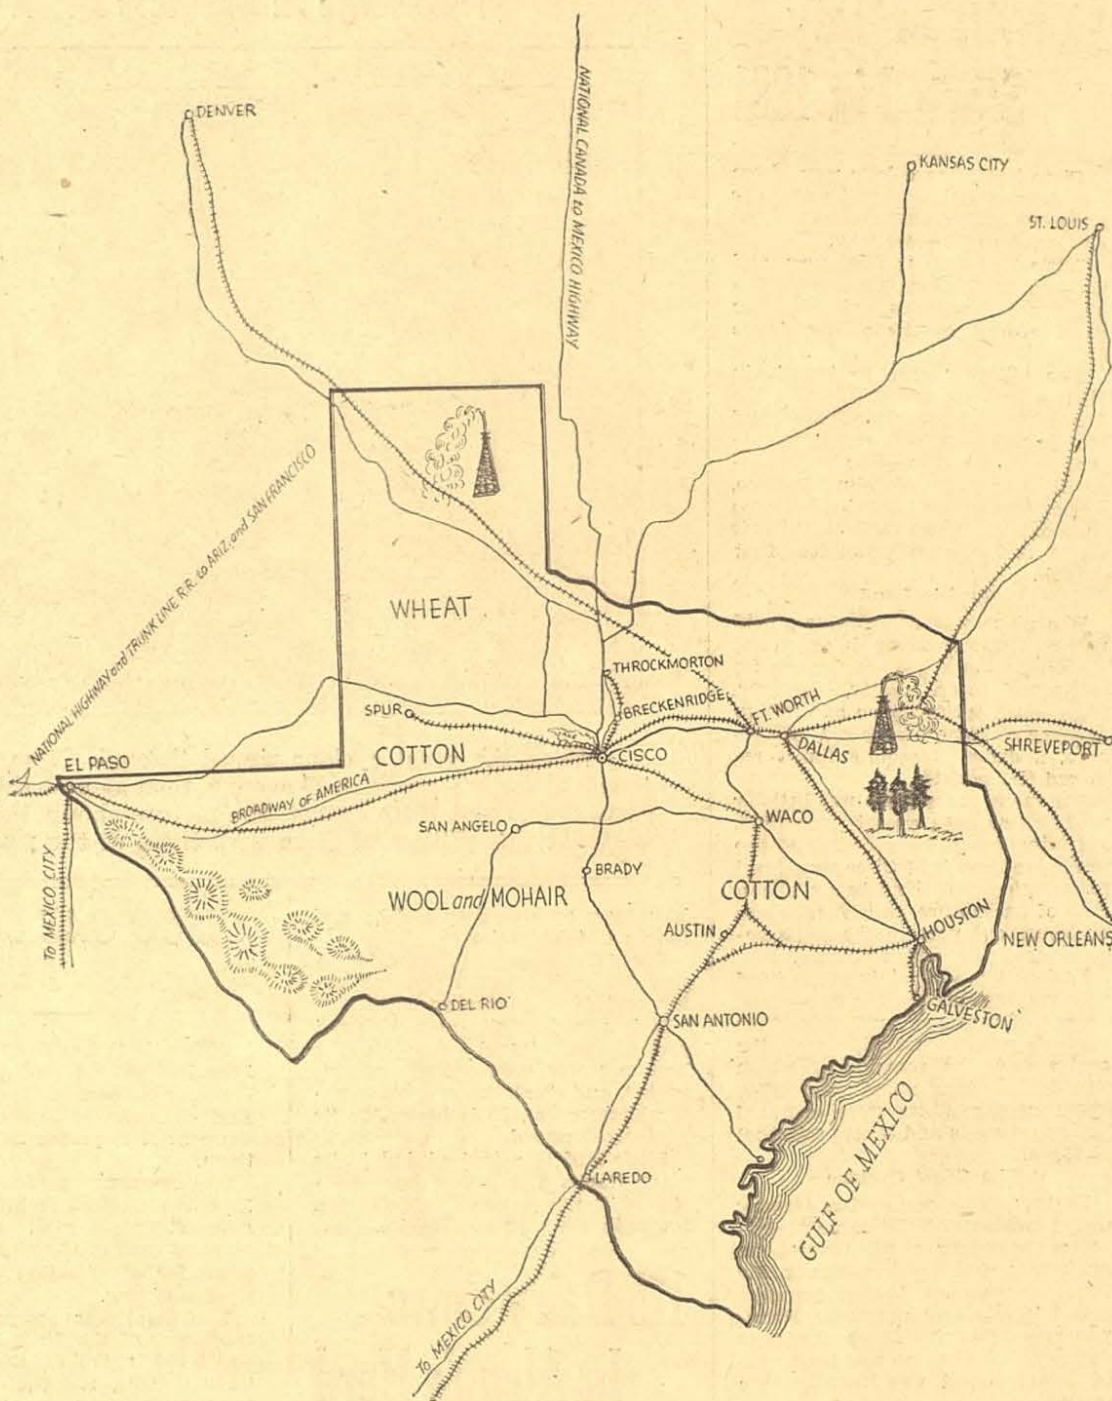 DENVER
NATIONAL CANADA to MEXICO HIGHWAY
KANSAS CITY
ST. LOUIS
NATIONAL HIGHWAY and TRUNK LINE R.R. to ARIZ. and SAN FRANCISCO
WHEAT
THROCKMORTON
SPUR
BRECKENRIDGE
FT. WORTH
DALLAS
SHREVEPORT
EL PASO
COTTON
CISCO
BROADWAY OF AMERICA
SAN ANGELO
WACO
To MEXICO CITY
BRADY
WOOL and MOHAIR
COTTON
AUSTIN
HOUSTON
NEW ORLEANS
DEL RIO
SAN ANTONIO
GALVESTON
GULF OF MEXICO
LAREDO
To MEXICO CITY